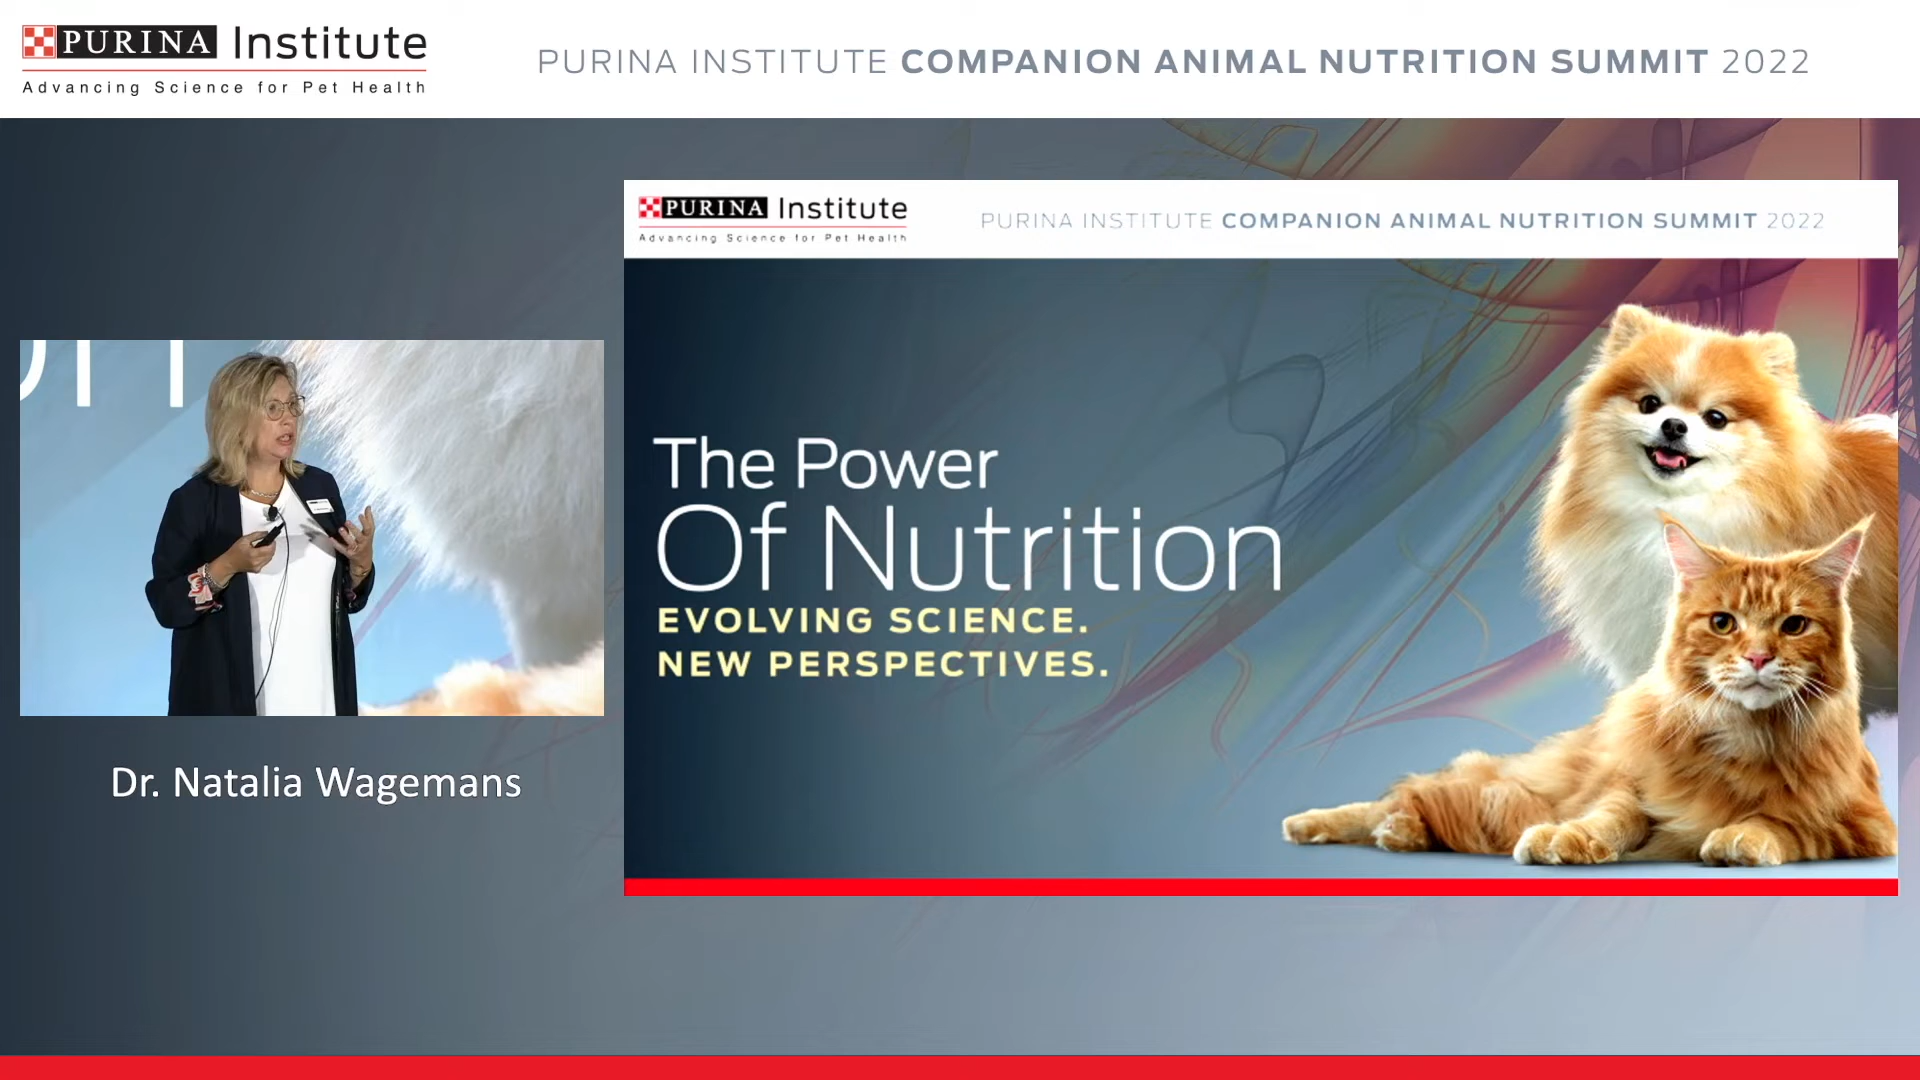 PURINA Institute
Advancing Science for Pet Health
PURINA INSTITUTE COMPANION ANIMAL NUTRITION SUMMIT 2022
PURINA Institute
Advancing Science for Pet Health
PURINA INSTITUTE COMPANION ANIMAL NUTRITION SUMMIT 2022
The Power
Of Nutrition
EVOLVING SCIENCE.
NEW PERSPECTIVES.
Dr. Natalia Wagemans